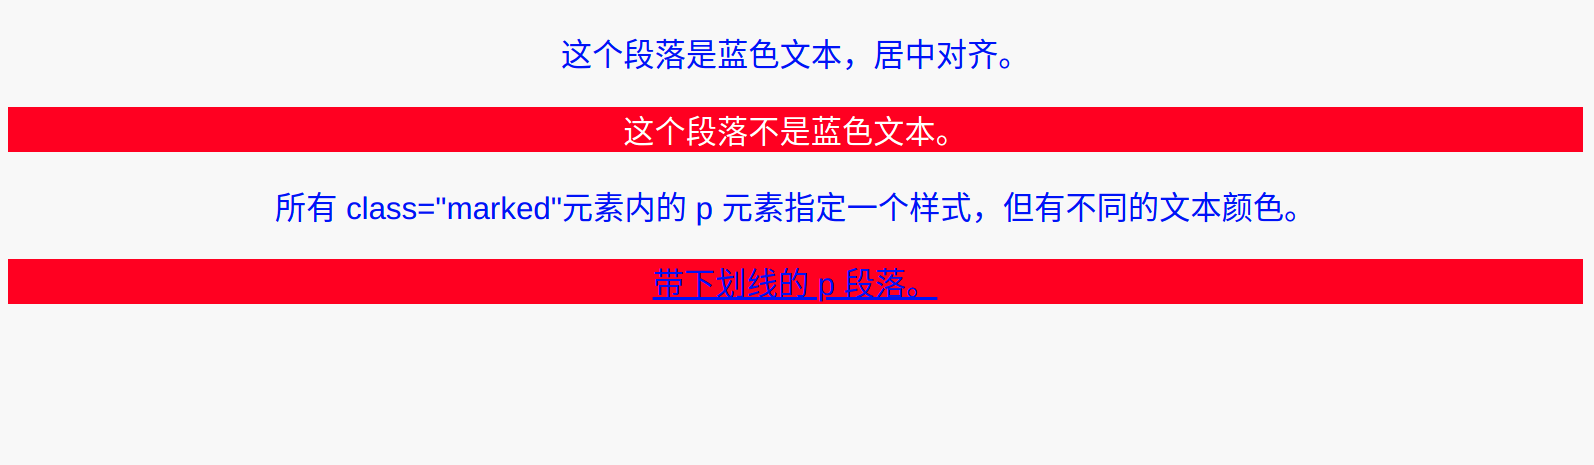 这个段落是蓝色文本，居中对齐。
这个段落不是蓝色文本。
所有 class="marked"元素内的 p 元素指定一个样式，但有不同的文本颜色。
带下划线的 p 段落。